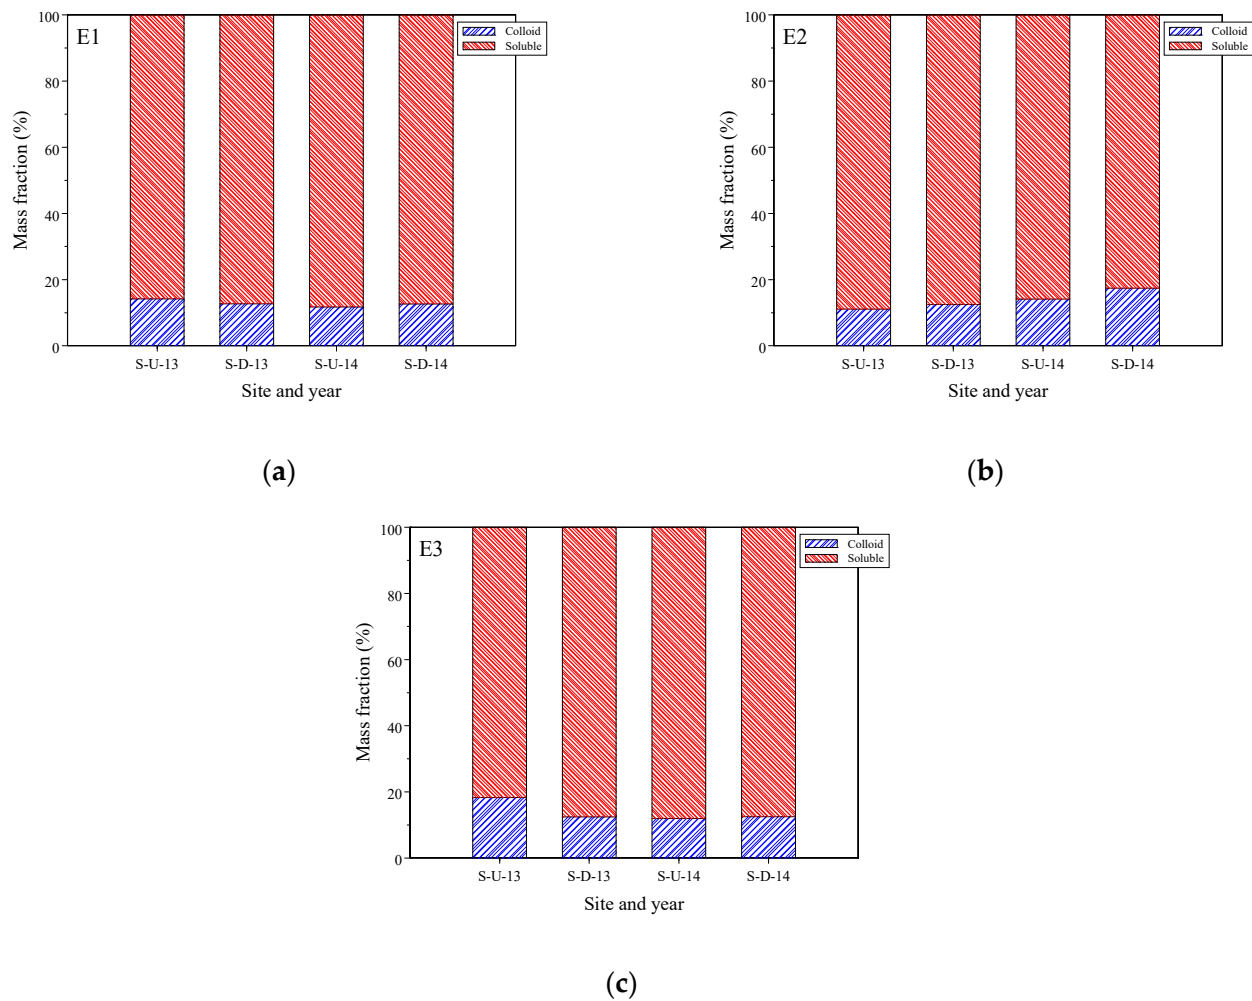 E1
Colloid
Soluble
100
80
60
40
20
0
Mass fraction (%)
S-U-13 S-D-13 S-U-14 S-D-14
Site and year
(a)
E2
Colloid
Soluble
100
80
60
40
20
0
Mass fraction (%)
S-U-13 S-D-13 S-U-14 S-D-14
Site and year
(b)
E3
Colloid
Soluble
100
80
60
40
20
0
Mass fraction (%)
S-U-13 S-D-13 S-U-14 S-D-14
Site and year
(c)